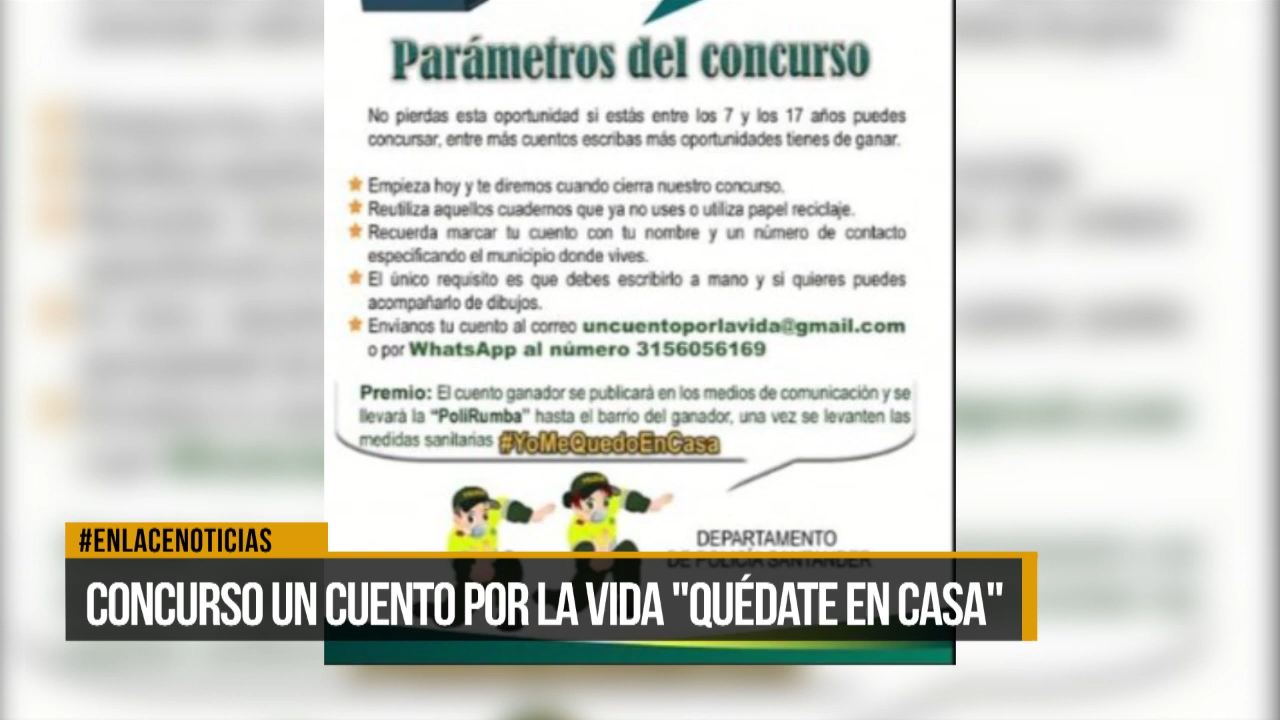 Parámetros del concurso
No pierdas esta oportunidad si estás entre los 7 y los 17 años puedes
concursar, entre más cuentos escribas más oportunidades tienes de ganar.
Empieza hoy y te diremos cuando cierra nuestro concurso.
Reutiliza aquellos cuadernos que ya no uses o utiliza papel reciclaje.
Recuerda marcar tu cuento con tu nombre y un número de contacto
especificando el municipio donde vives.
El único requisito es que debes escribirlo a mano y si quieres puedes
acompañarlo de dibujos.
Envianos tu cuento al correo uncuentoporlavida@gmail.com
o por WhatsApp al número 3156056169
Premio: El cuento ganador se publicará en los medios de comunicación y se
llevará la "PoliRumba" hasta el barrio del ganador, una vez se levanten las
medidas sanitarias #YoMeQuedoEnCasa
DEPARTAMENTO
DE POLICÍA SANTANDER
#ENLACENOTICIAS
CONCURSO UN CUENTO POR LA VIDA "QUÉDATE EN CASA"